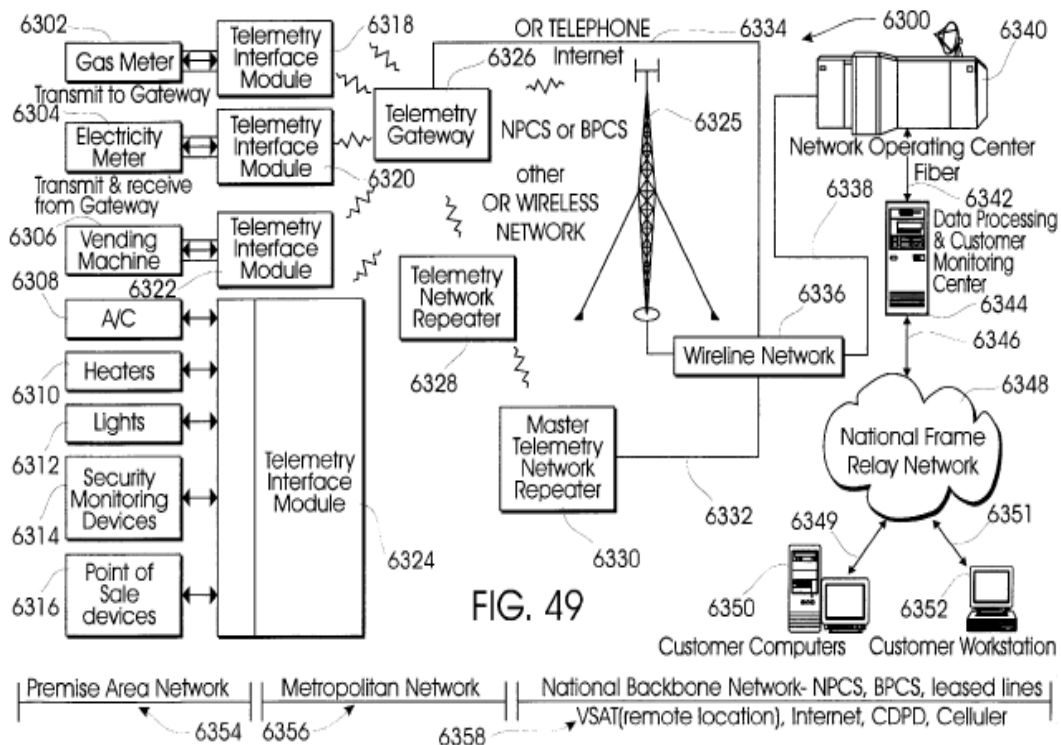 6302
Gas Meter
Transmit to Gateway
6304
Electricity
Meter
Transmit & receive
from Gateway
6306
Vending
Machine
6308
A/C
6310
Heaters
6312
Lights
6314
Security
Monitoring
Devices
6316
Point of
Sale
devices
Telemetry
Interface
Module
6318
Telemetry
Interface
Module
6320
Telemetry
Interface
Module
6322
Telemetry
Interface
Module
6324
OR TELEPHONE
6334
Internet
6326
Telemetry
Gateway
NPCS or BPCS
other
OR WIRELESS
NETWORK
6325
Telemetry
Network
Repeater
6328
Master
Telemetry
Network
Repeater
6330
6332
Wireline Network
6336
6338
6300
6340
Network Operating Center
Fiber
6342
Data Processing
& Customer
Monitoring
Center
6344
6346
6348
National Frame
Relay Network
6349
6351
6350
Customer Computers
6352
Customer Workstation
FIG. 49
Premise Area Network
6354
Metropolitan Network
6356
National Backbone Network- NPCS, BPCS, leased lines
VSAT(remote location), Internet, CDPD, Celluler
6358